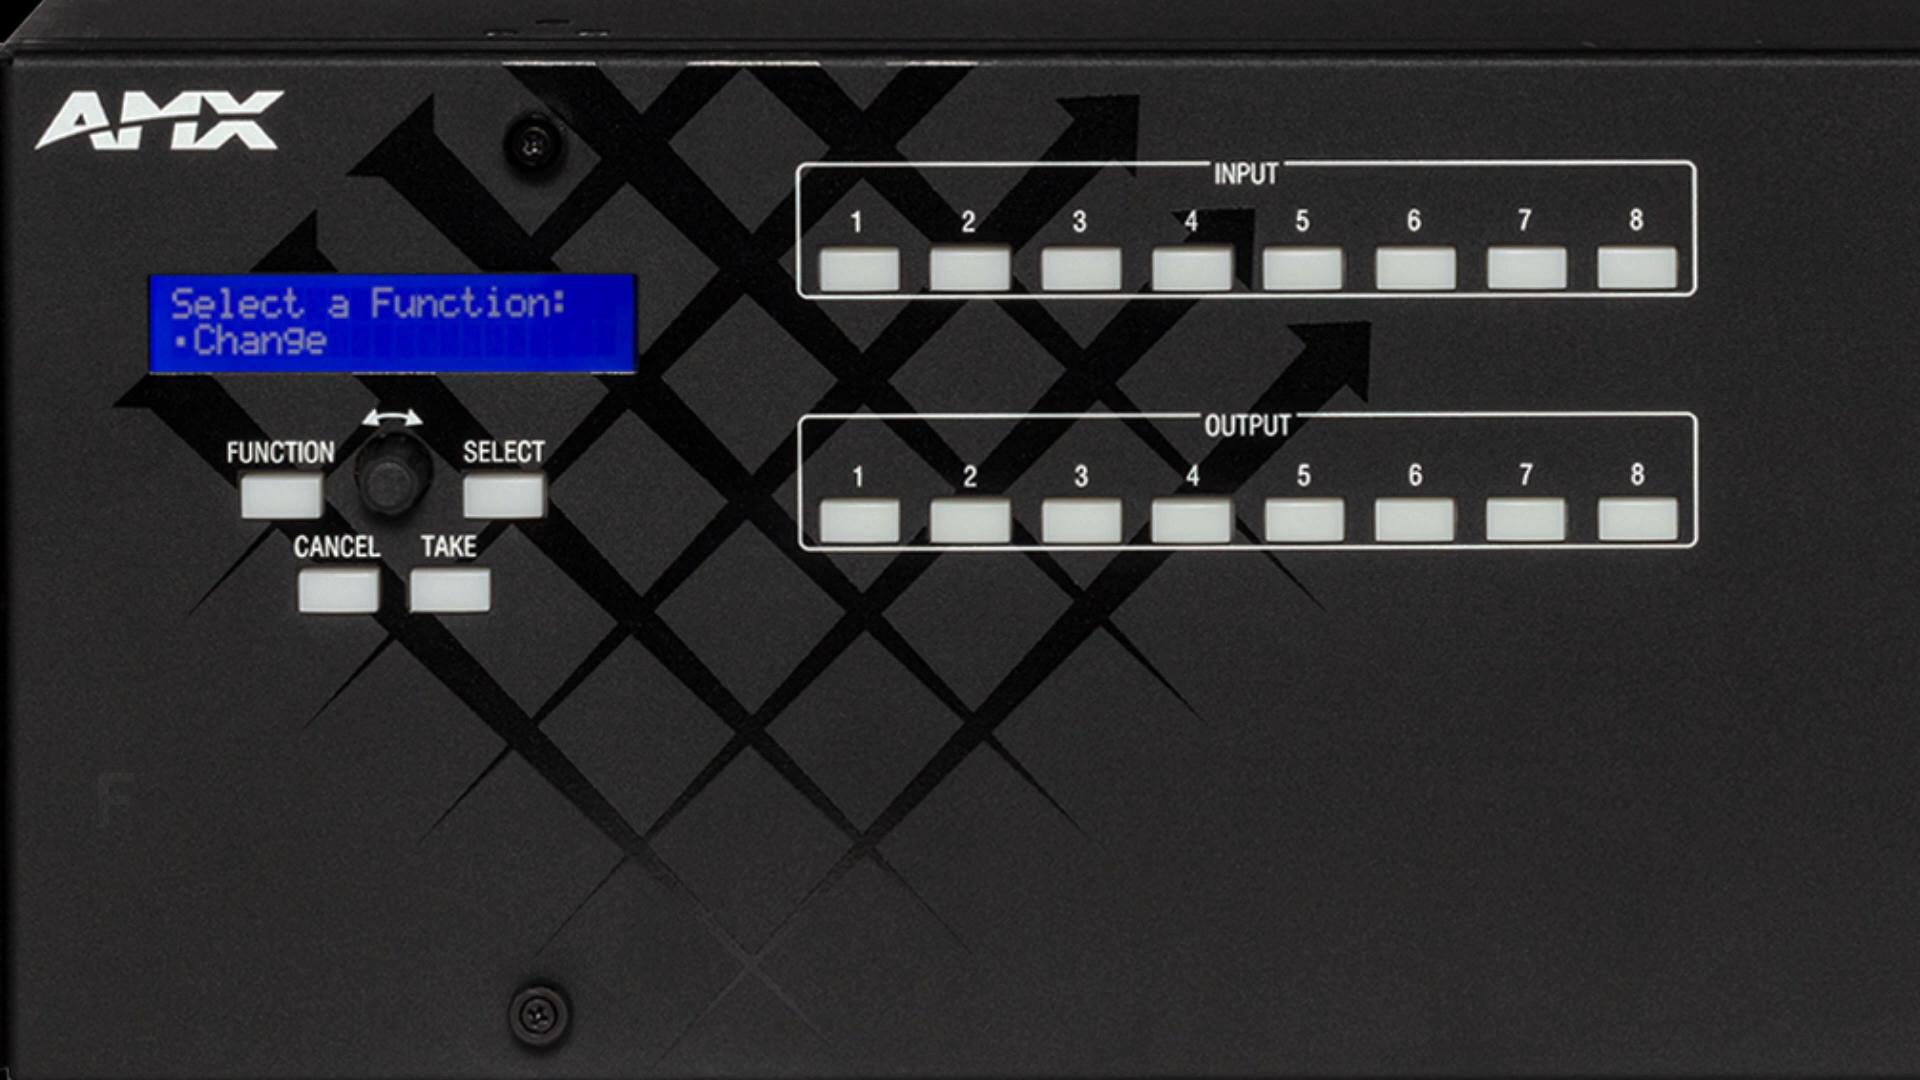 AMX
Select a Function:
•Change
FUNCTION
SELECT
CANCEL
TAKE
INPUT
1 2 3 4 5 6 7 8
OUTPUT
1 2 3 4 5 6 7 8